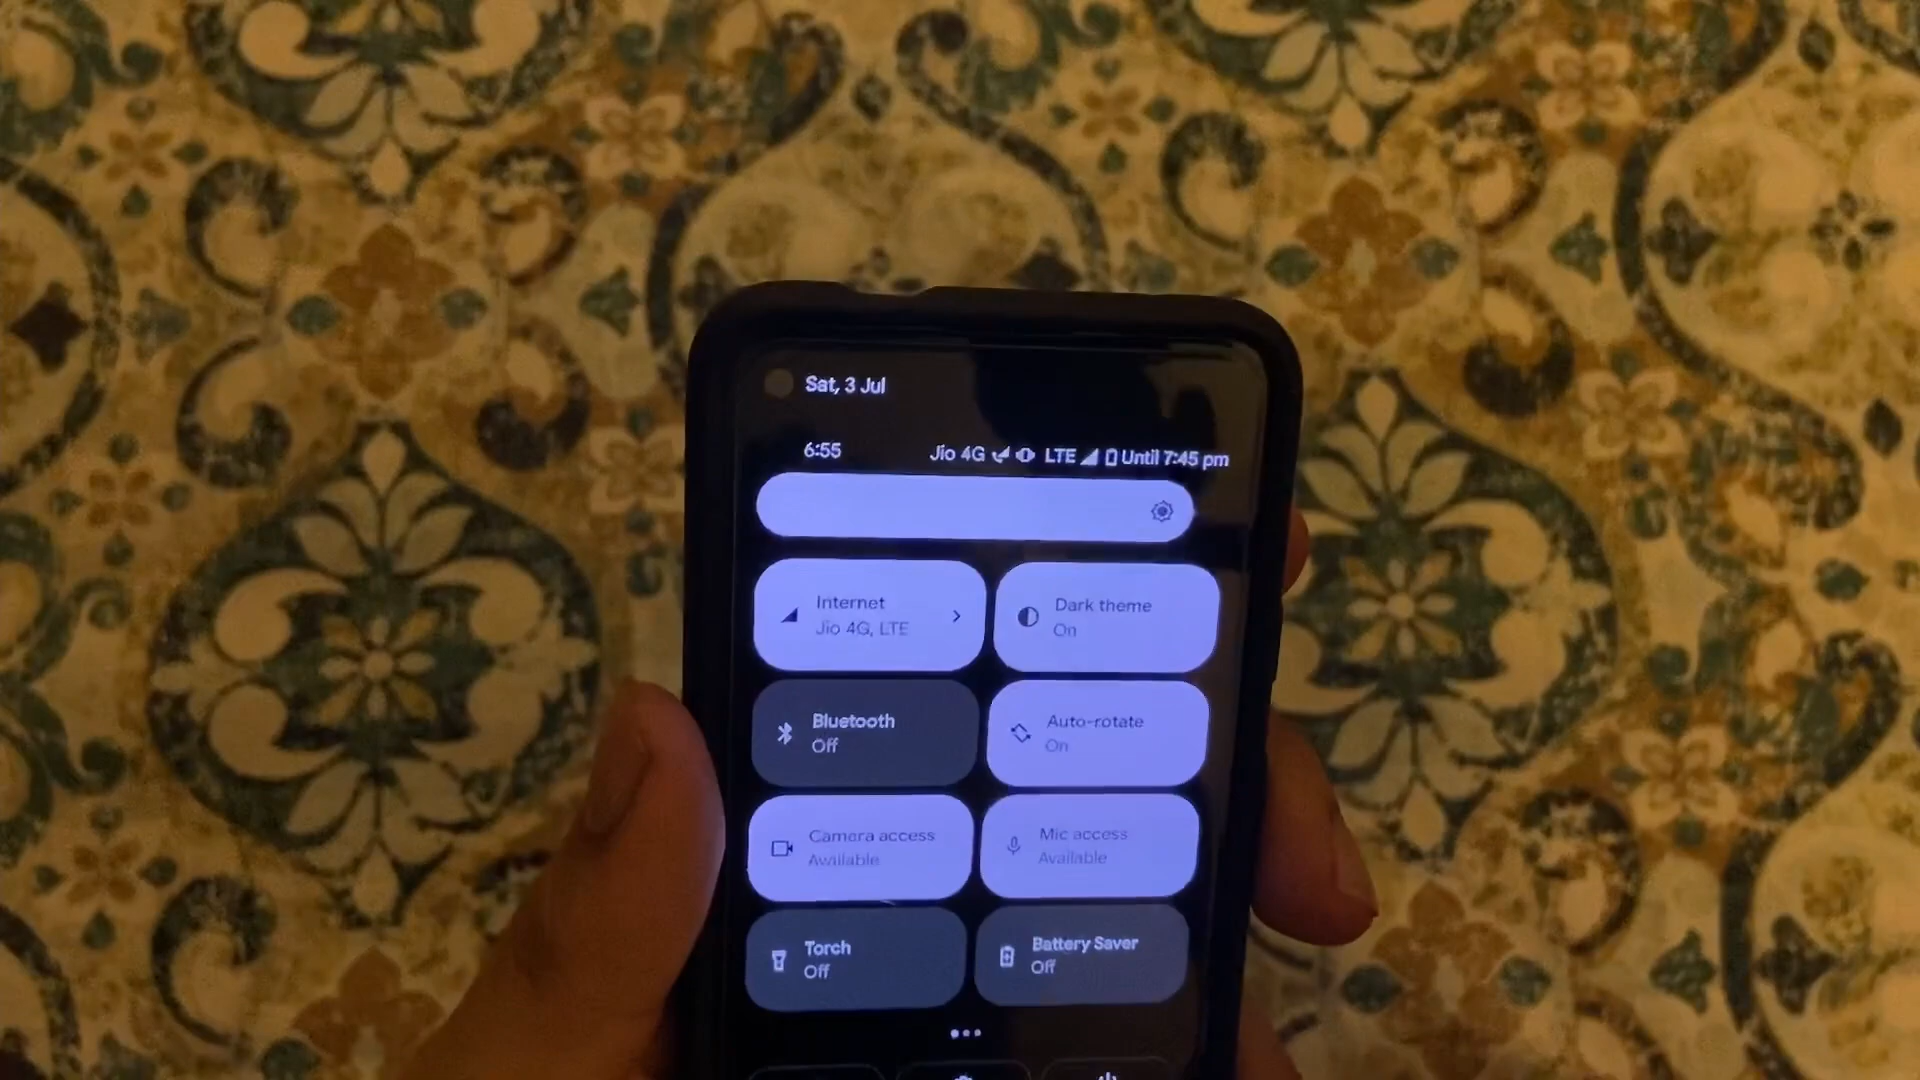 Sat, 3 Jul
6:55 Jio 4G LTE Until 7:45 pm
Internet
Jio 4G, LTE
Dark theme
On
Bluetooth
Off
Auto-rotate
On
Camera access
Available
Mic access
Available
Torch
Off
Battery Saver
Off